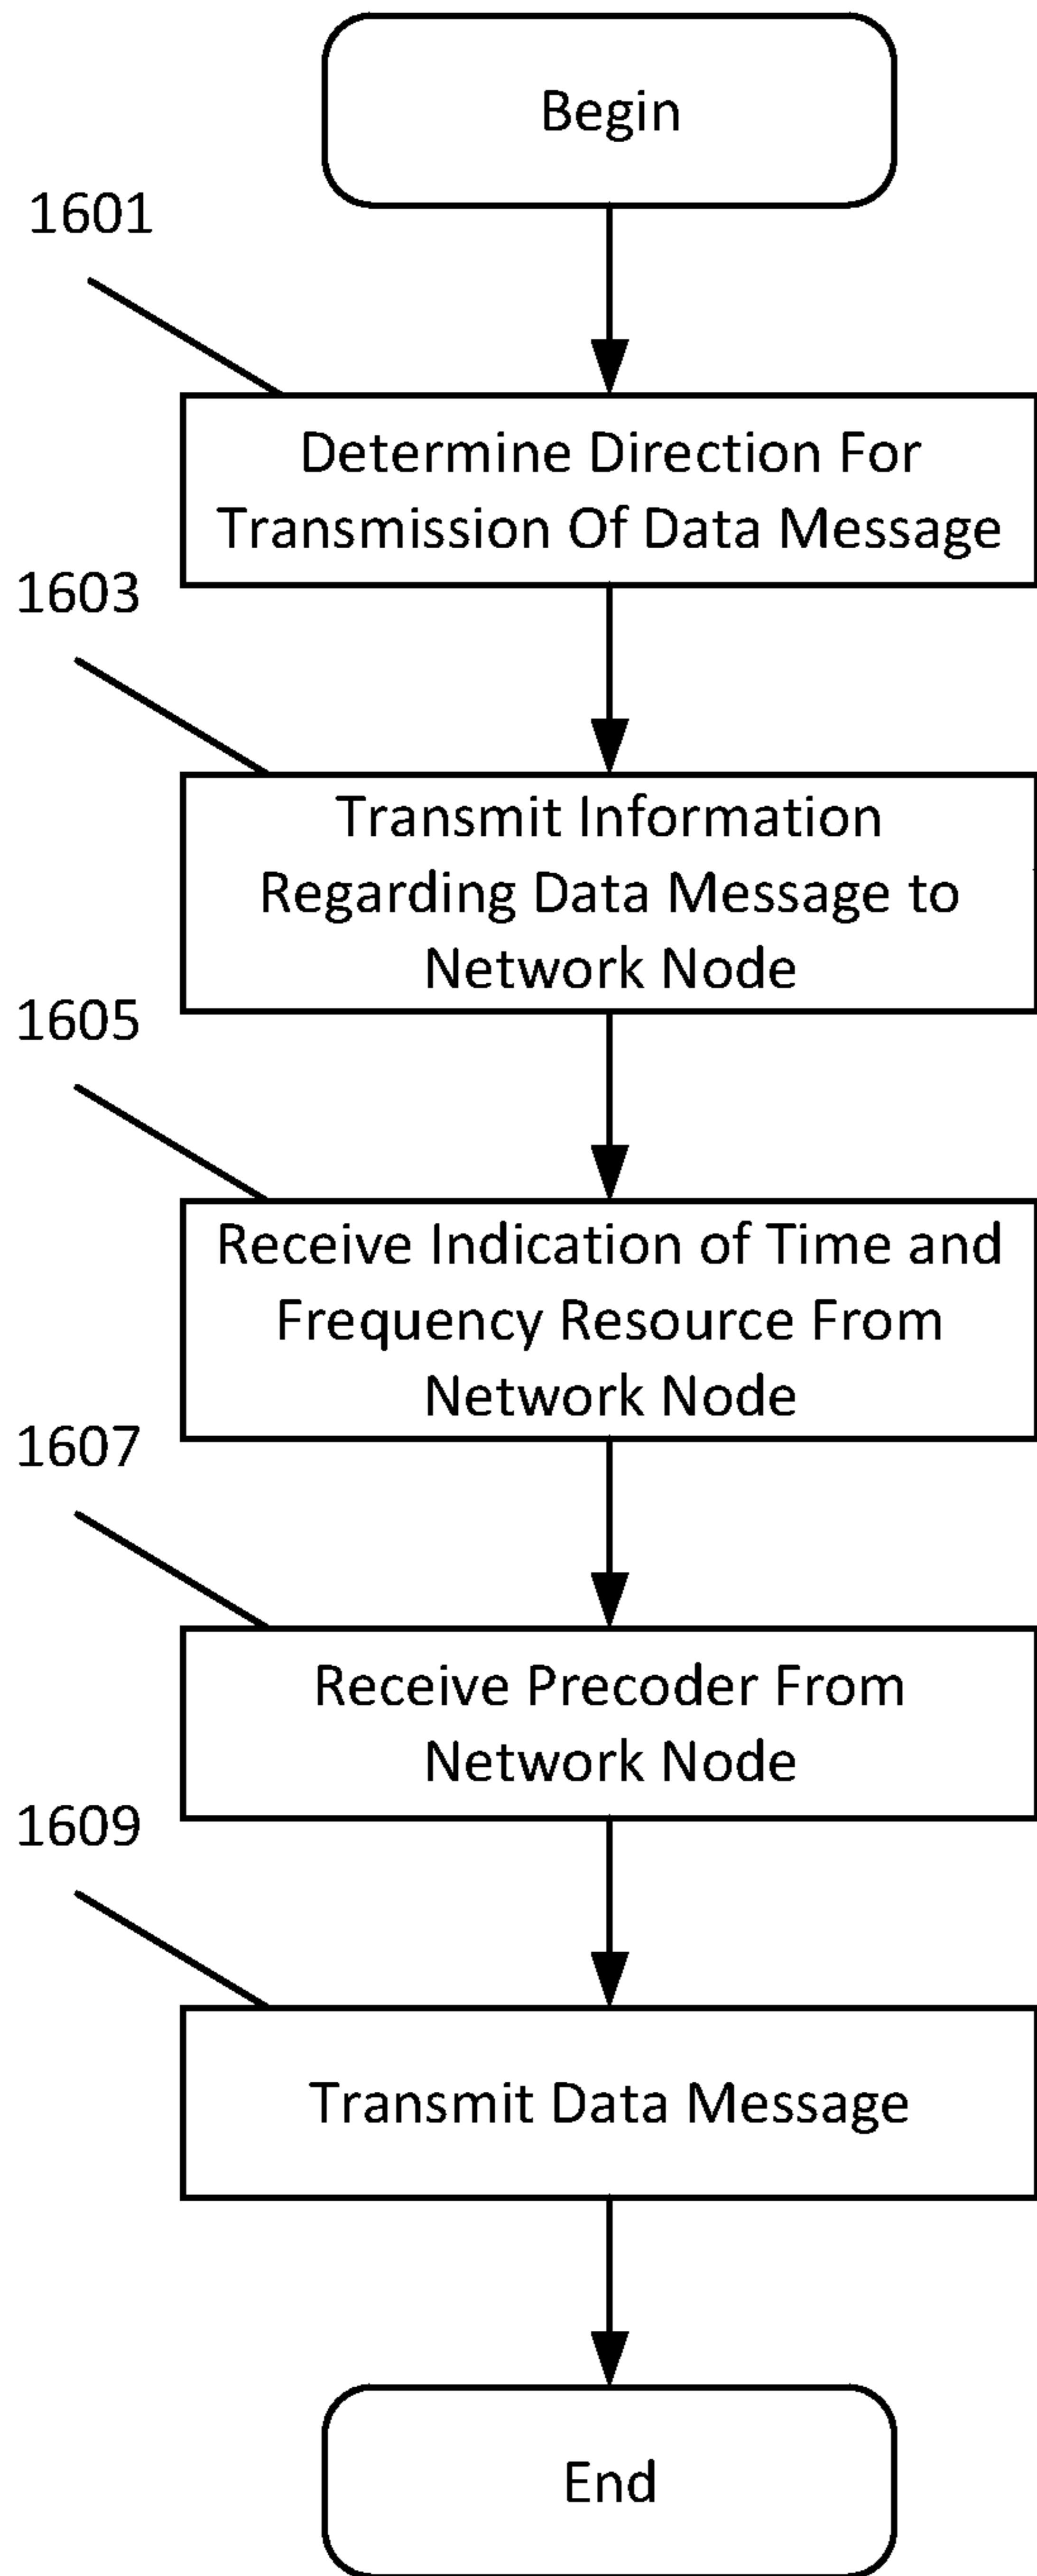 Begin
1601
Determine Direction For
Transmission Of Data Message
1603
Transmit Information
Regarding Data Message to
Network Node
1605
Receive Indication of Time and
Frequency Resource From
Network Node
1607
Receive Precoder From
Network Node
1609
Transmit Data Message
End